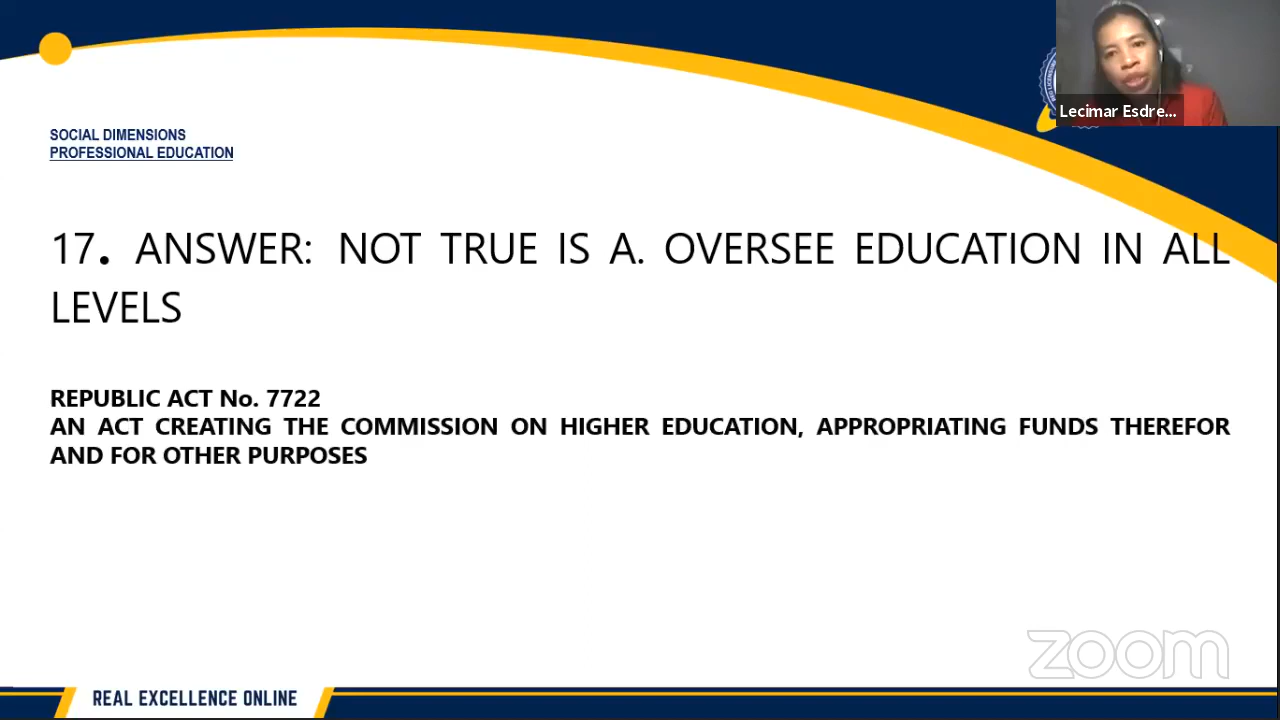 Lecimar Esdre...
SOCIAL DIMENSIONS
PROFESSIONAL EDUCATION
17. ANSWER: NOT TRUE IS A. OVERSEE EDUCATION IN ALL
LEVELS
REPUBLIC ACT No. 7722
AN ACT CREATING THE COMMISSION ON HIGHER EDUCATION, APPROPRIATING FUNDS THEREFOR
AND FOR OTHER PURPOSES
zoom
REAL EXCELLENCE ONLINE